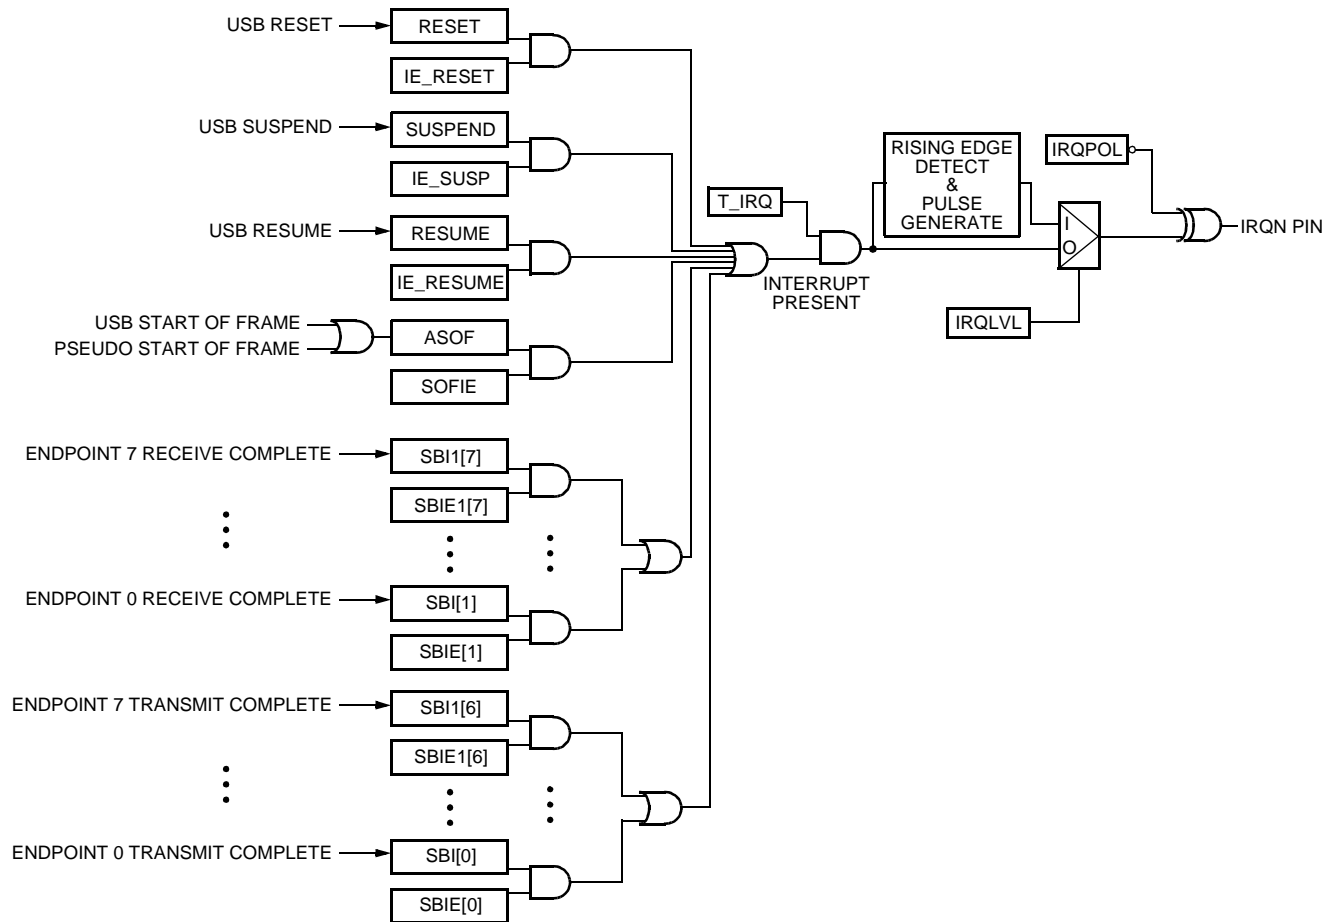 USB RESET
RESET
IE_RESET
USB SUSPEND
SUSPEND
IE_SUSP
USB RESUME
RESUME
IE_RESUME
USB START OF FRAME
PSEUDO START OF FRAME
ASOF
SOFIE
ENDPOINT 7 RECEIVE COMPLETE
SBI1[7]
SBIE1[7]
ENDPOINT 0 RECEIVE COMPLETE
SBI[1]
SBIE[1]
ENDPOINT 7 TRANSMIT COMPLETE
SBI1[6]
SBIE1[6]
ENDPOINT 0 TRANSMIT COMPLETE
SBI[0]
SBIE[0]
T_IRQ
INTERRUPT
PRESENT
RISING EDGE
DETECT
&
PULSE
GENERATE
IRQPOL
I
O
IRQLVL
IRQN PIN